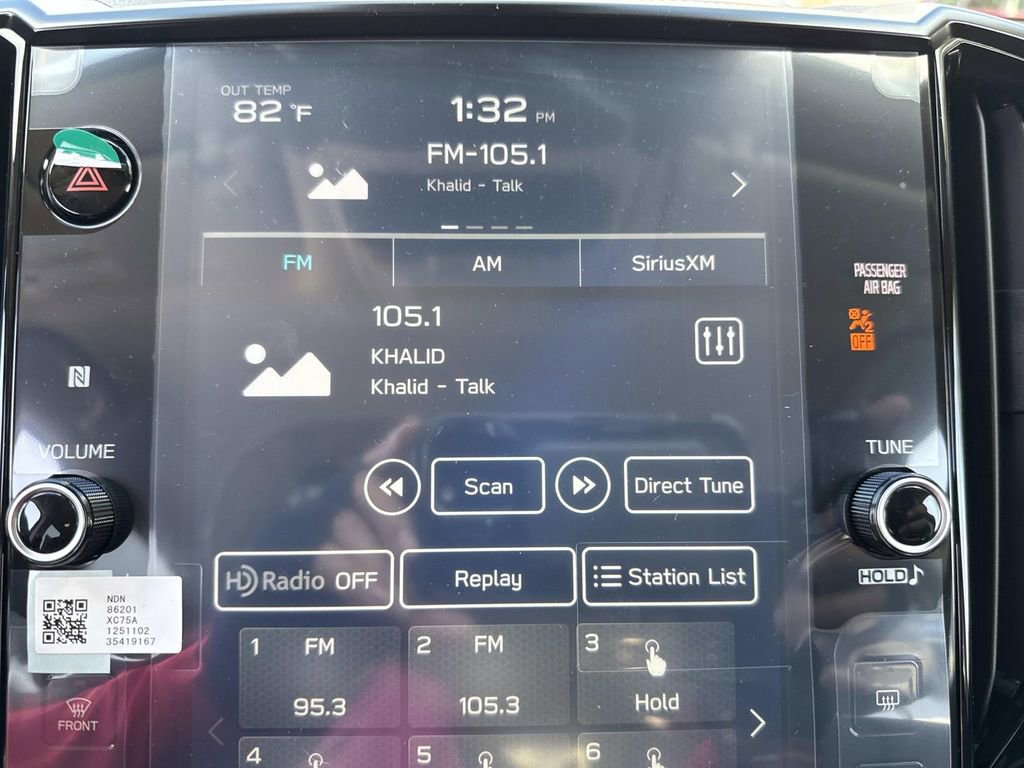 OUT TEMP
82 °F
1:32 PM
FM-105.1
Khalid - Talk
FM
AM
SiriusXM
PASSENGER
AIR BAG
2
OFF
105.1
KHALID
Khalid - Talk
VOLUME
TUNE
Scan
Direct Tune
HD Radio OFF
Replay
Station List
HOLD
NDN
86201
XC75A
1251102
35419167
1 FM
95.3
2 FM
105.3
3
Hold
FRONT
4
5
6